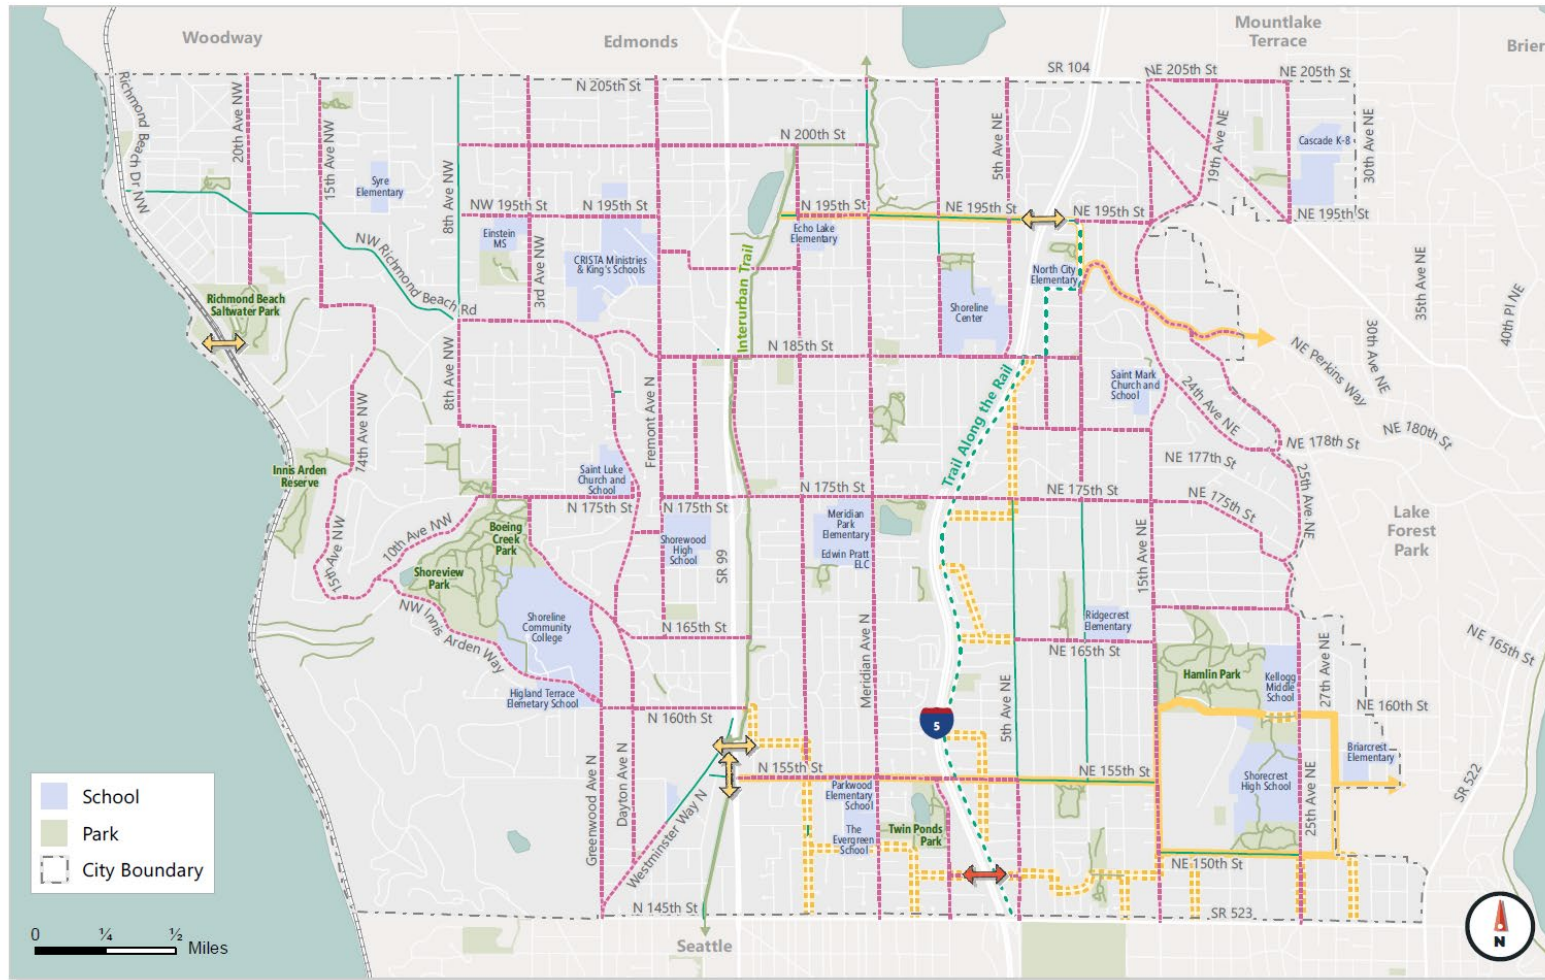 Woodway
Edmonds
Mountlake
Terrace
Brier
SR 104
NE 205th St
NE 205th St
N 205th St
Richmond Beach Dr NW
20th Ave NW
15th Ave NW
8th Ave NW
N 200th St
5th Ave NE
19th Ave NE
Cascade K-8
30th Ave NE
Syre
Elementary
NW 195th St
N 195th St
N 195th St
NE 195th St
NE 195th St
NE 195th St
Einstein
MS
3rd Ave NW
CRISTA Ministries
& King's Schools
Echo Lake
Elementary
NW Richmond Beach Rd
Interurban Trail
North City
Elementary
35th Ave NE
40th Pl NE
Richmond Beach
Saltwater Park
Shoreline
Center
N 185th St
8th Ave NW
14th Ave NW
Fremont Ave N
Trail Along the Rail
Saint Mark
Church and
School
24th Ave NE
NE Perkins Way
30th Ave NE
NE 178th St
NE 180th St
Innis Arden
Reserve
Saint Luke
Church and
School
NE 177th St
25th Ave NE
N 175th St
N 175th St
N 175th St
NE 175th St
NE 175th St
15th Ave NW
10th Ave NW
Boeing
Creek
Park
Shorewood
High
School
SR 99
Meridian
Park
Elementary
Edwin Pratt
ELC
15th Ave NE
Lake
Forest
Park
Shoreview
Park
NW Innis Arden Way
Shoreline
Community
College
N 165th St
Meridian Ave N
Ridgecrest
Elementary
NE 165th St
NE 165th St
5th Ave NE
Hamlin Park
Kellogg
Middle
School
27th Ave NE
Higland Terrace
Elemetary School
N 160th St
NE 160th St
5
Greenwood Ave N
Dayton Ave N
Westminster Way N
N 155th St
NE 155th St
Briarcrest
Elementary
Shorecrest
High School
25th Ave NE
SR 522
Parkwood
Elementary
School
The
Evergreen
School
Twin Ponds
Park
NE 150th St
N 145th St
SR 523
Seattle
School
Park
City Boundary
0
¼
½
Miles
N